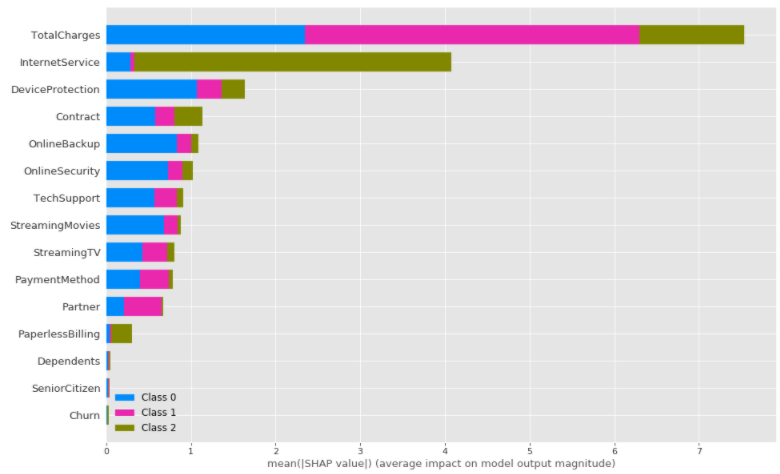 TotalCharges
InternetService
DeviceProtection
Contract
OnlineBackup
OnlineSecurity
TechSupport
StreamingMovies
StreamingTV
PaymentMethod
Partner
PaperlessBilling
Dependents
SeniorCitizen
Churn
Class 0
Class 1
Class 2
0 1 2 3 4 5 6 7
mean(|SHAP value|) (average impact on model output magnitude)